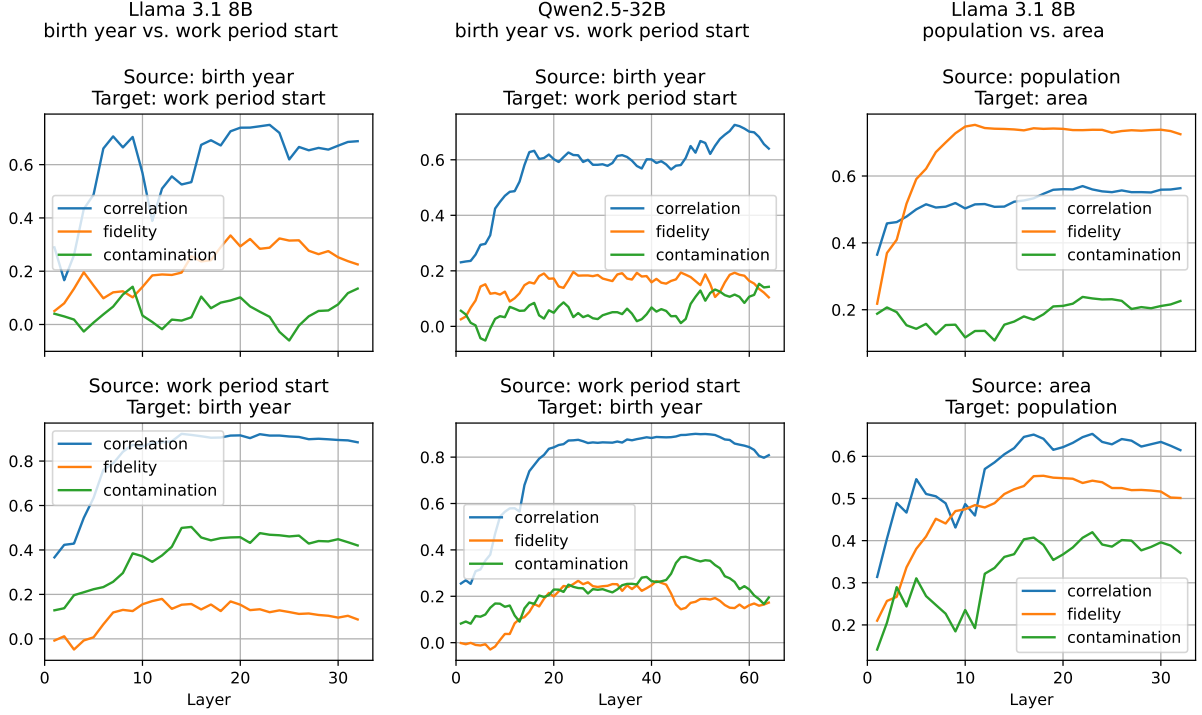 Llama 3.1 8B
birth year vs. work period start
Qwen2.5-32B
birth year vs. work period start
Llama 3.1 8B
population vs. area
Source: birth year
Target: work period start
0.6
0.4
0.2
0.0
correlation
fidelity
contamination
Source: birth year
Target: work period start
0.6
0.4
0.2
0.0
correlation
fidelity
contamination
Source: population
Target: area
0.6
0.4
0.2
correlation
fidelity
contamination
Source: work period start
Target: birth year
0.8
0.6
0.4
0.2
0.0
correlation
fidelity
contamination
0 10 20 30
Layer
Source: work period start
Target: birth year
0.8
0.6
0.4
0.2
0.0
correlation
fidelity
contamination
0 20 40 60
Layer
Source: area
Target: population
0.6
0.5
0.4
0.3
0.2
correlation
fidelity
contamination
0 10 20 30
Layer